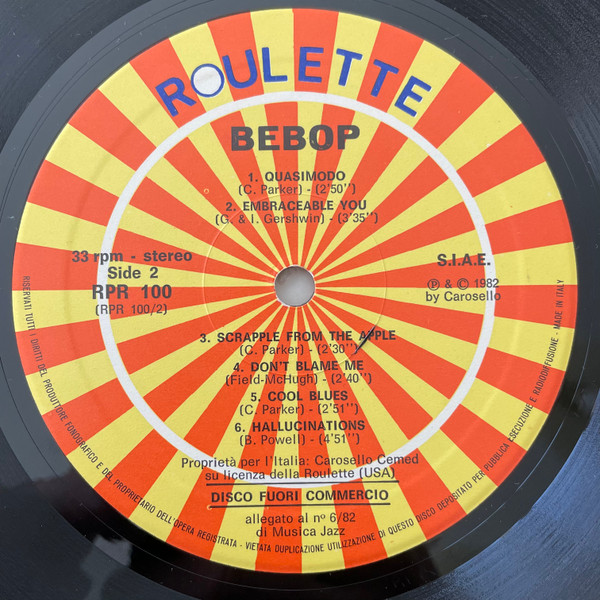 ROULETTE
BEBOP
1. QUASIMODO
(C. Parker) - (2'50'')
2. EMBRACEABLE YOU
(G. & I. Gershwin) - (3'35'')
33 rpm - stereo
Side 2
RPR 100
(RPR 100/2)
S.I.A.E.
Ⓟ & © 1982
by Carosello
3. SCRAPPLE FROM THE APPLE
(C. Parker) - (2'30'')
4. DON'T BLAME ME
(Field-McHugh) - (2'40'')
5. COOL BLUES
(C. Parker) - (2'51'')
6. HALLUCINATIONS
(B. Powell) - (4'51'')
Proprietà per l'Italia: Carosello Cemed
su licenza della Roulette (USA)
DISCO FUORI COMMERCIO
allegato al nº 6/82
di Musica Jazz
RISERVATI TUTTI I DIRITTI DEL PRODUTTORE FONOGRAFICO E DEL PROPRIETARIO DELL'OPERA REGISTRATA - VIETATA DUPLICAZIONE UTILIZZAZIONE DI QUESTO DISCO DEPOSITATO PER PUBBLICA ESECUZIONE E RADIODIFFUSIONE - MADE IN ITALY